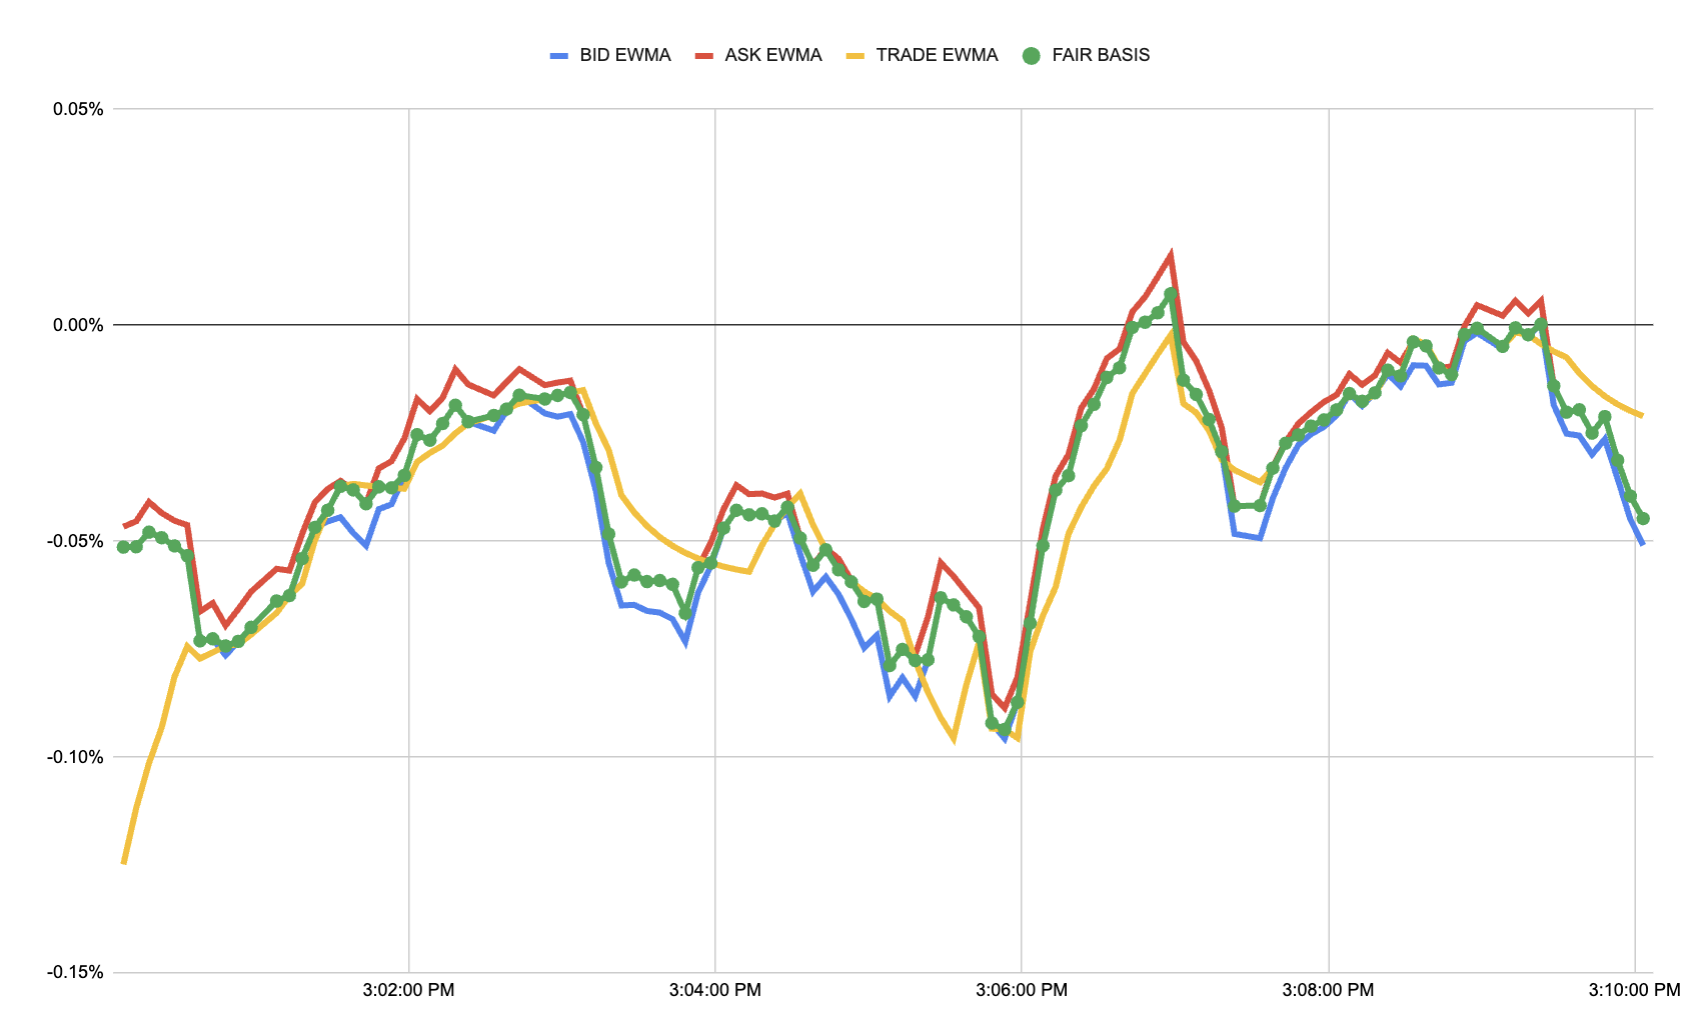 BID EWMA ASK EWMA TRADE EWMA FAIR BASIS
0.05%
0.00%
-0.05%
-0.10%
-0.15%
3:02:00 PM 3:04:00 PM 3:06:00 PM 3:08:00 PM 3:10:00 PM